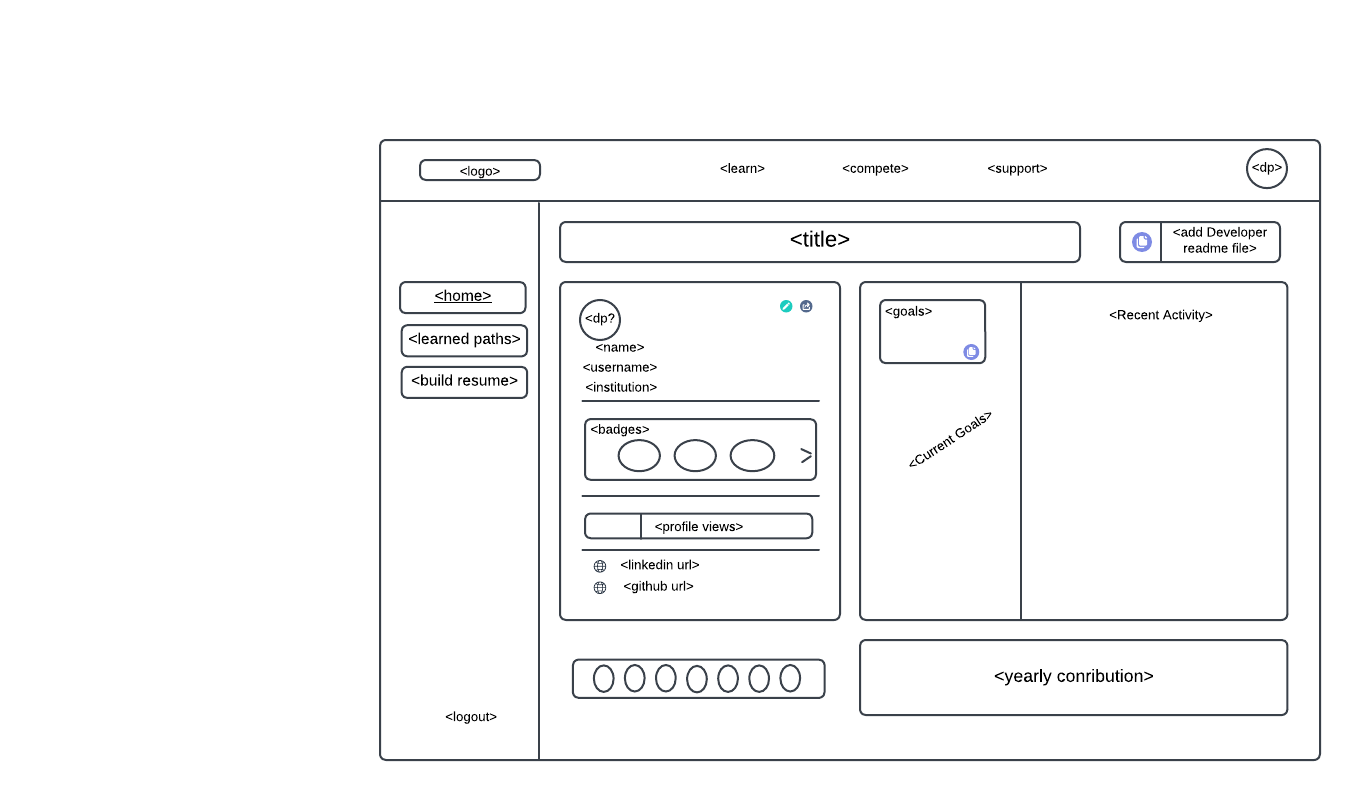 <logo>
<learn>
<compete>
<support>
<dp>
<title>
<add Developer
readme file>
<home>
<learned paths>
<build resume>
<logout>
<dp?
<name>
<username>
<institution>
<badges>
<profile views>
<linkedin url>
<github url>
<goals>
<Current Goals>
<Recent Activity>
<yearly conribution>